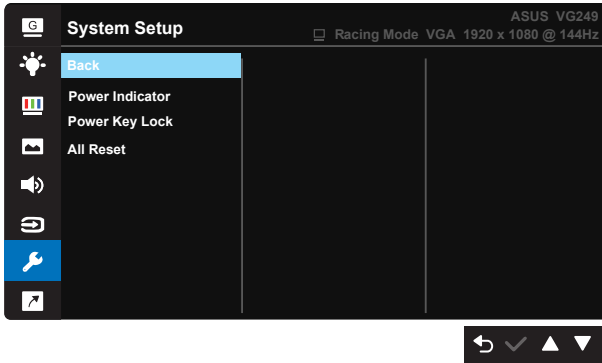 G
System Setup
ASUS VG249
Racing Mode VGA 1920 x 1080 @ 144Hz
Back
Power Indicator
Power Key Lock
All Reset